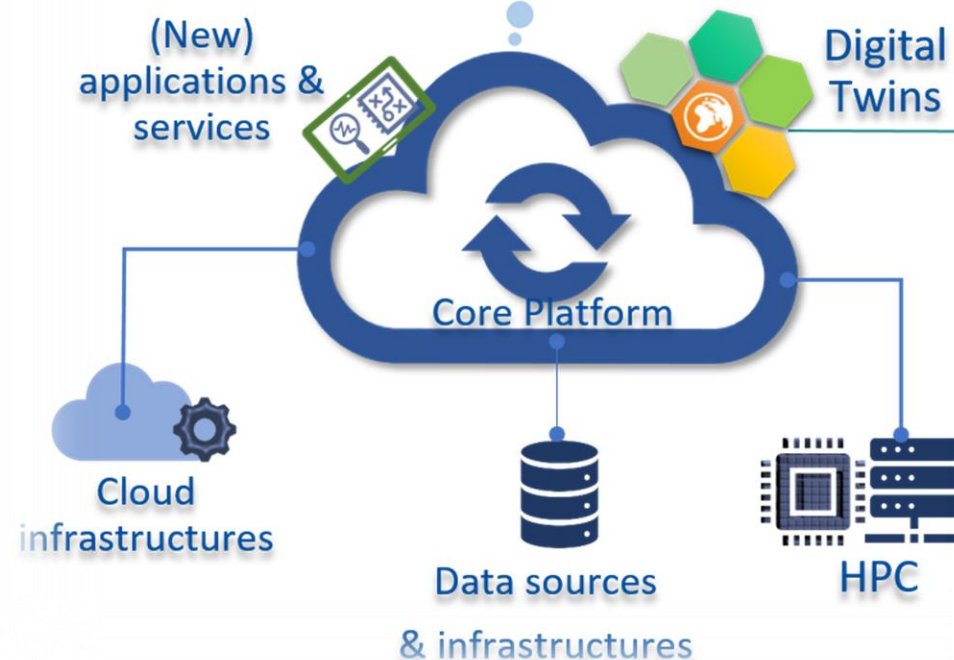 (New)
applications &
services
Digital
Twins
Core Platform
Cloud
infrastructures
Data sources
& infrastructures
HPC